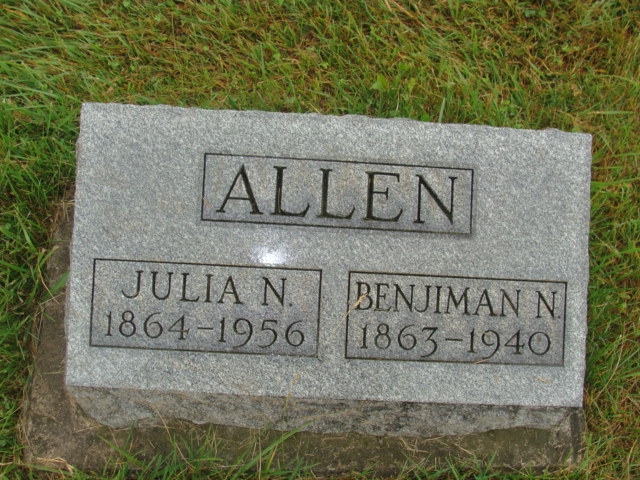 ALLEN
JULIA N.
1864-1956
BENJIMAN N.
1863-1940